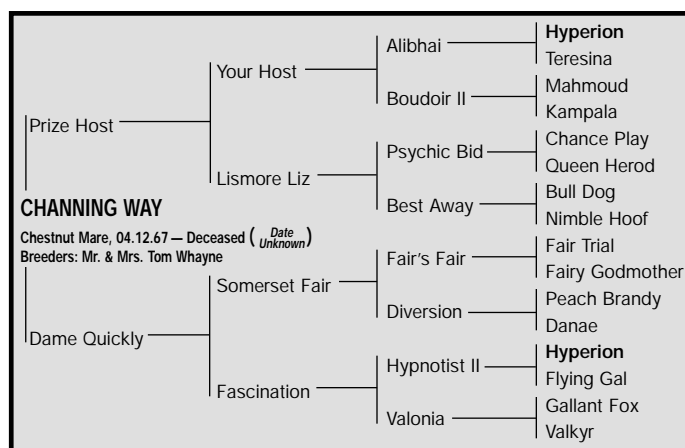 Hyperion
Alibhai
Teresina
Your Host
Mahmoud
Boudoir II
Kampala
Prize Host
Chance Play
Psychic Bid
Queen Herod
Lismore Liz
Bull Dog
Best Away
Nimble Hoof
CHANNING WAY
Chestnut Mare, 04.12.67 — Deceased ( Date Unknown )
Breeders: Mr. & Mrs. Tom Whayne
Fair Trial
Fair's Fair
Fairy Godmother
Somerset Fair
Peach Brandy
Diversion
Danae
Dame Quickly
Hyperion
Hypnotist II
Flying Gal
Fascination
Gallant Fox
Valonia
Valkyr